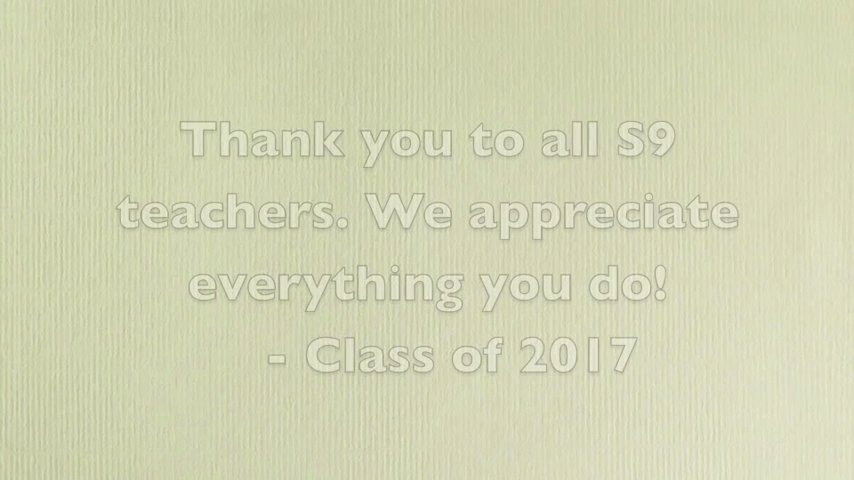 Thank you to all S9
teachers. We appreciate
everything you do!
- Class of 2017